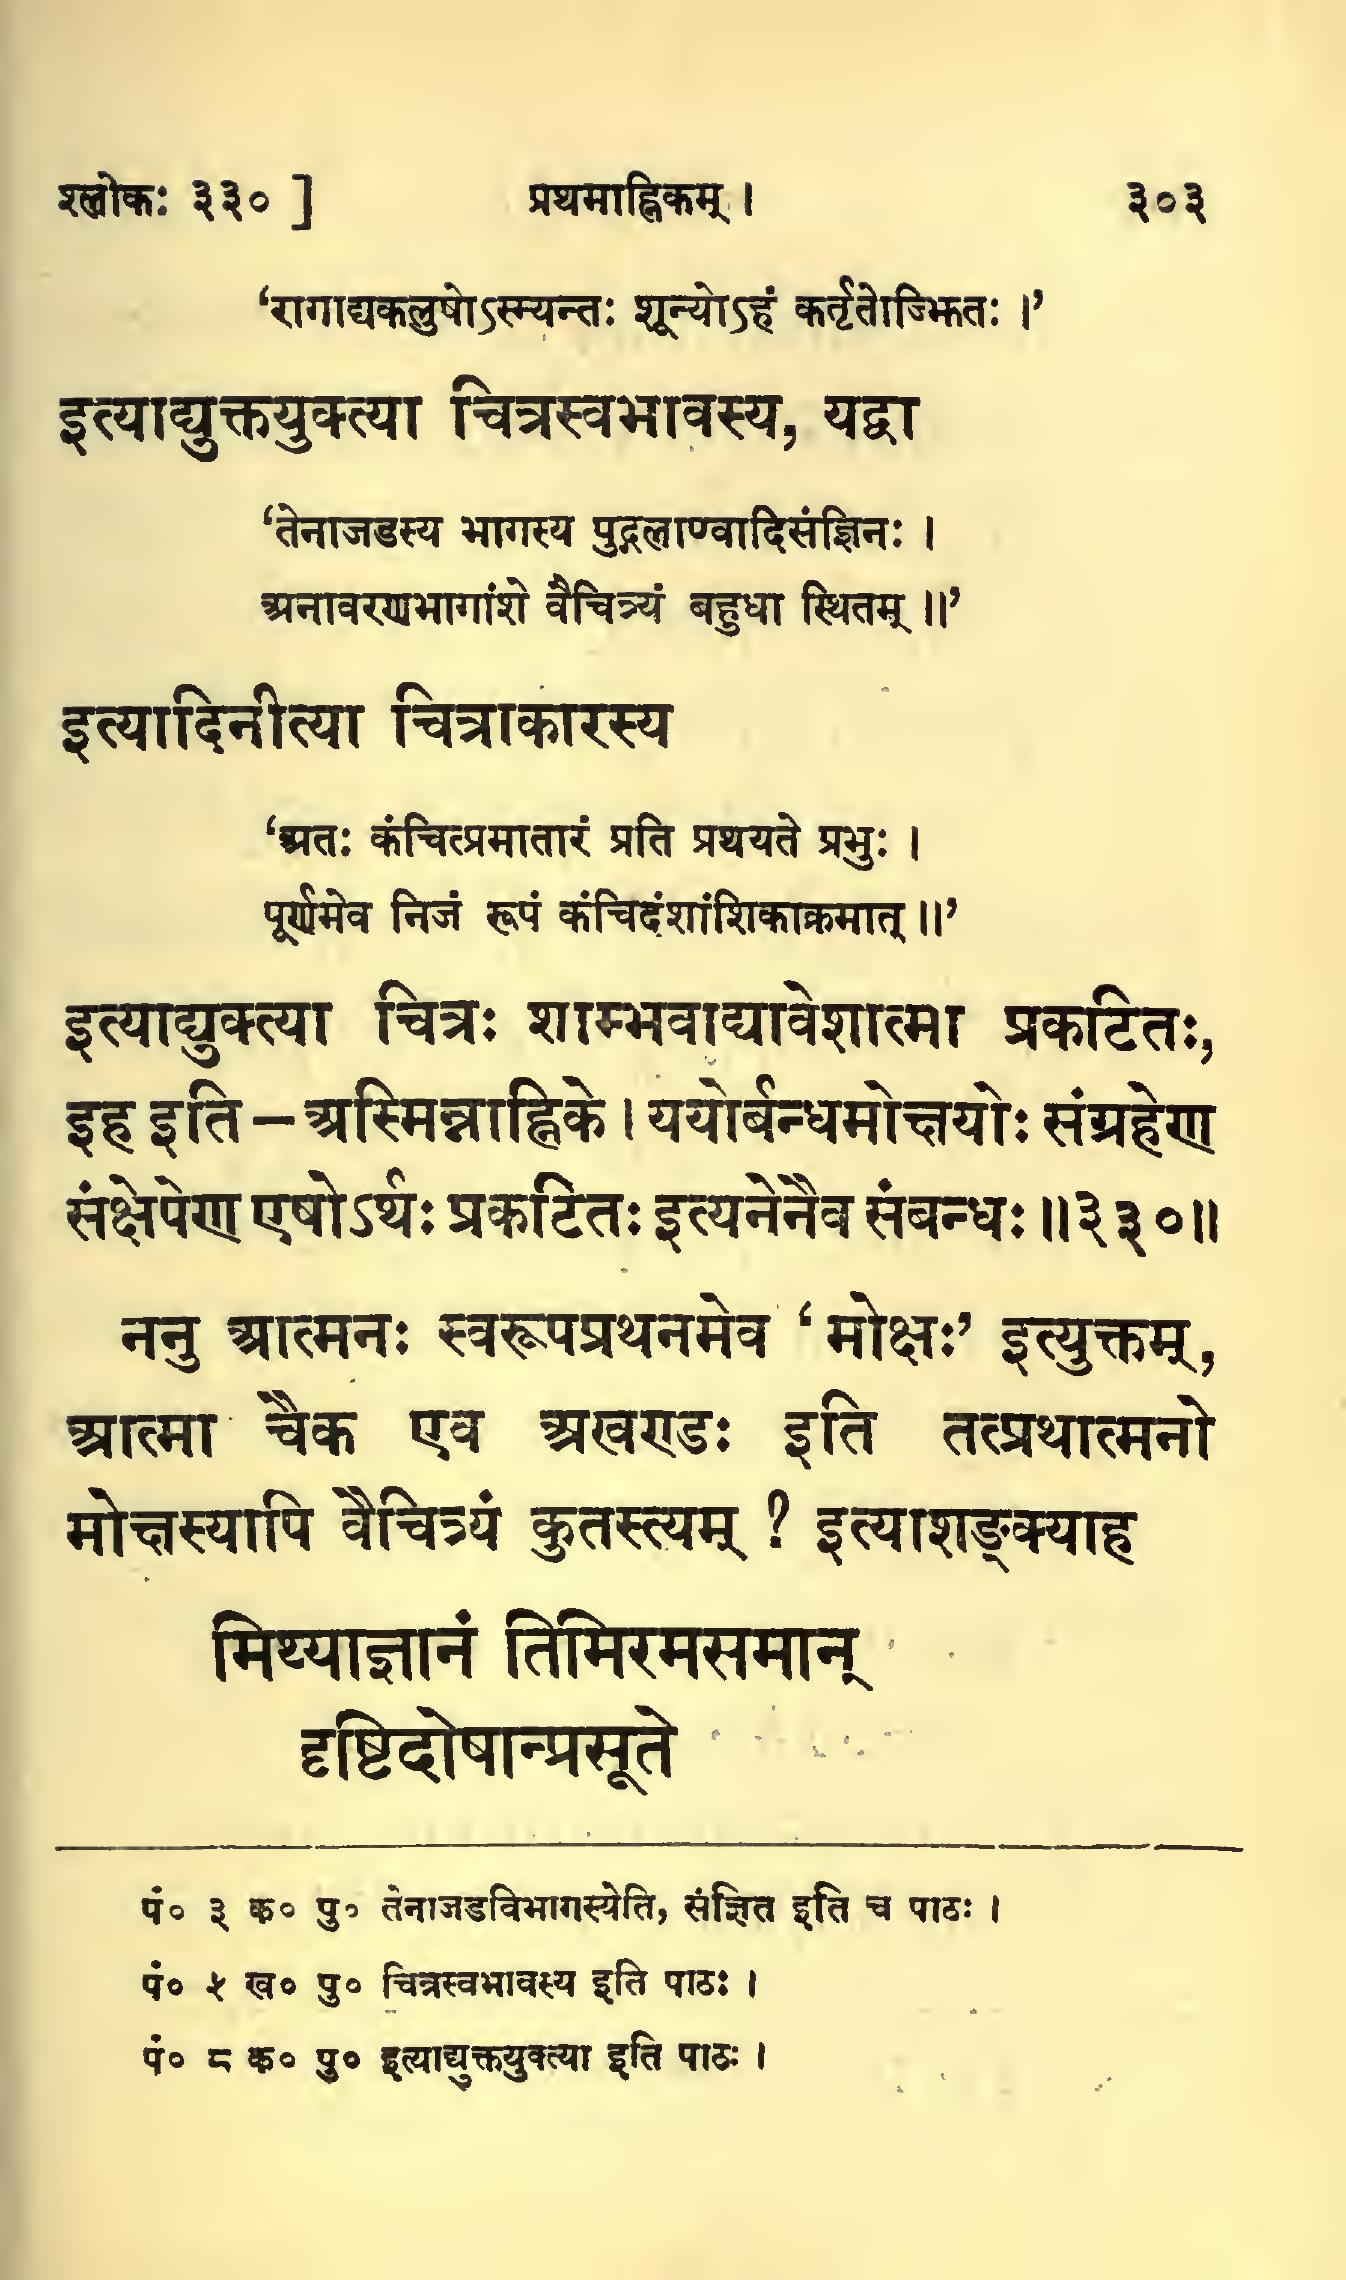 श्लोकः ३३० ] प्रथमाह्निकम् । ३०३
‘रागाद्यकलुषोऽस्म्यन्तः शून्योऽहं कर्तृतोज्झितः ।’
इत्याद्युक्तयुक्त्या चित्रस्वभावस्य, यद्वा
‘तेनाजडस्य भागस्य पुद्गलाण्वादिसंज्ञिनः ।
अनावरणभागांशे वैचित्र्यं बहुधा स्थितम् ॥’
इत्यादिनीत्या चित्राकारस्य
‘अतः कंचित्प्रमातारं प्रति प्रथयते प्रभुः ।
पूर्णमेव निजं रूपं कंचिदंशांशिकाक्रमात् ॥’
इत्याद्युक्त्या चित्रः शाम्भवाद्यावेशात्मा प्रकटितः,
इह इति – अस्मिन्नाह्निके । ययोर्बन्धमोक्षयोः संग्रहेण
संक्षेपेण एषोऽर्थः प्रकटितः इत्यनेनैव संबन्धः ॥३३०॥
ननु आत्मनः स्वरूपप्रथनमेव ‘मोक्षः’ इत्युक्तम्,
आत्मा चैक एव अखण्डः इति तत्प्रथात्मनो
मोक्षस्यापि वैचित्र्यं कुतस्त्यम् ? इत्याशङ्क्याह
मिथ्याज्ञानं तिमिरमसमान्
दृष्टिदोषान्प्रसूते
पं० ३ क० पु० तेनाजडविभागस्येति, संज्ञित इति च पाठः ।
पं० ५ ख० पु० चित्रस्वभावस्य इति पाठः ।
पं० ८ क० पु० इत्याद्युक्तयुक्त्या इति पाठः ।